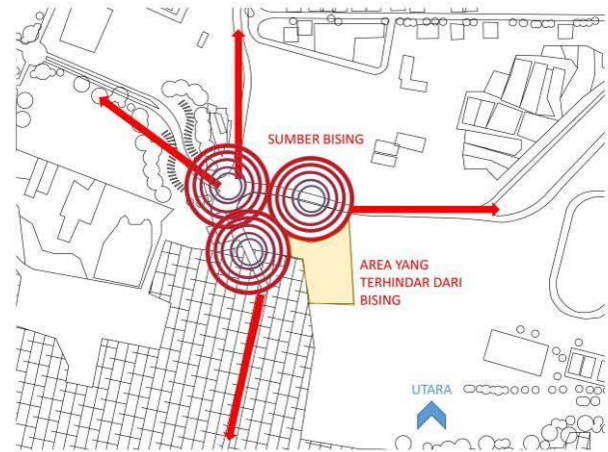 SUMBER BISING
AREA YANG
TERHINDAR DARI
BISING
UTARA